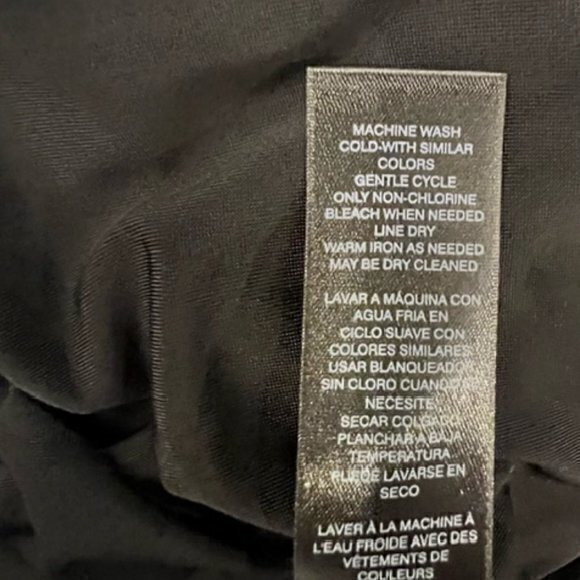 MACHINE WASH
COLD-WITH SIMILAR
COLORS
GENTLE CYCLE
ONLY NON-CHLORINE
BLEACH WHEN NEEDED
LINE DRY
WARM IRON AS NEEDED
MAY BE DRY CLEANED
LAVAR A MÁQUINA CON
AGUA FRIA EN
CICLO SUAVE CON
COLORES SIMILARES
USAR BLANQUEADOR
SIN CLORO CUANDO SE
NECESITE
SECAR COLGADO
PLANCHAR A BAJA
TEMPERATURA
PUEDE LAVARSE EN
SECO
LAVER À LA MACHINE À
L'EAU FROIDE AVEC DES
VÊTEMENTS DE
COULEURS